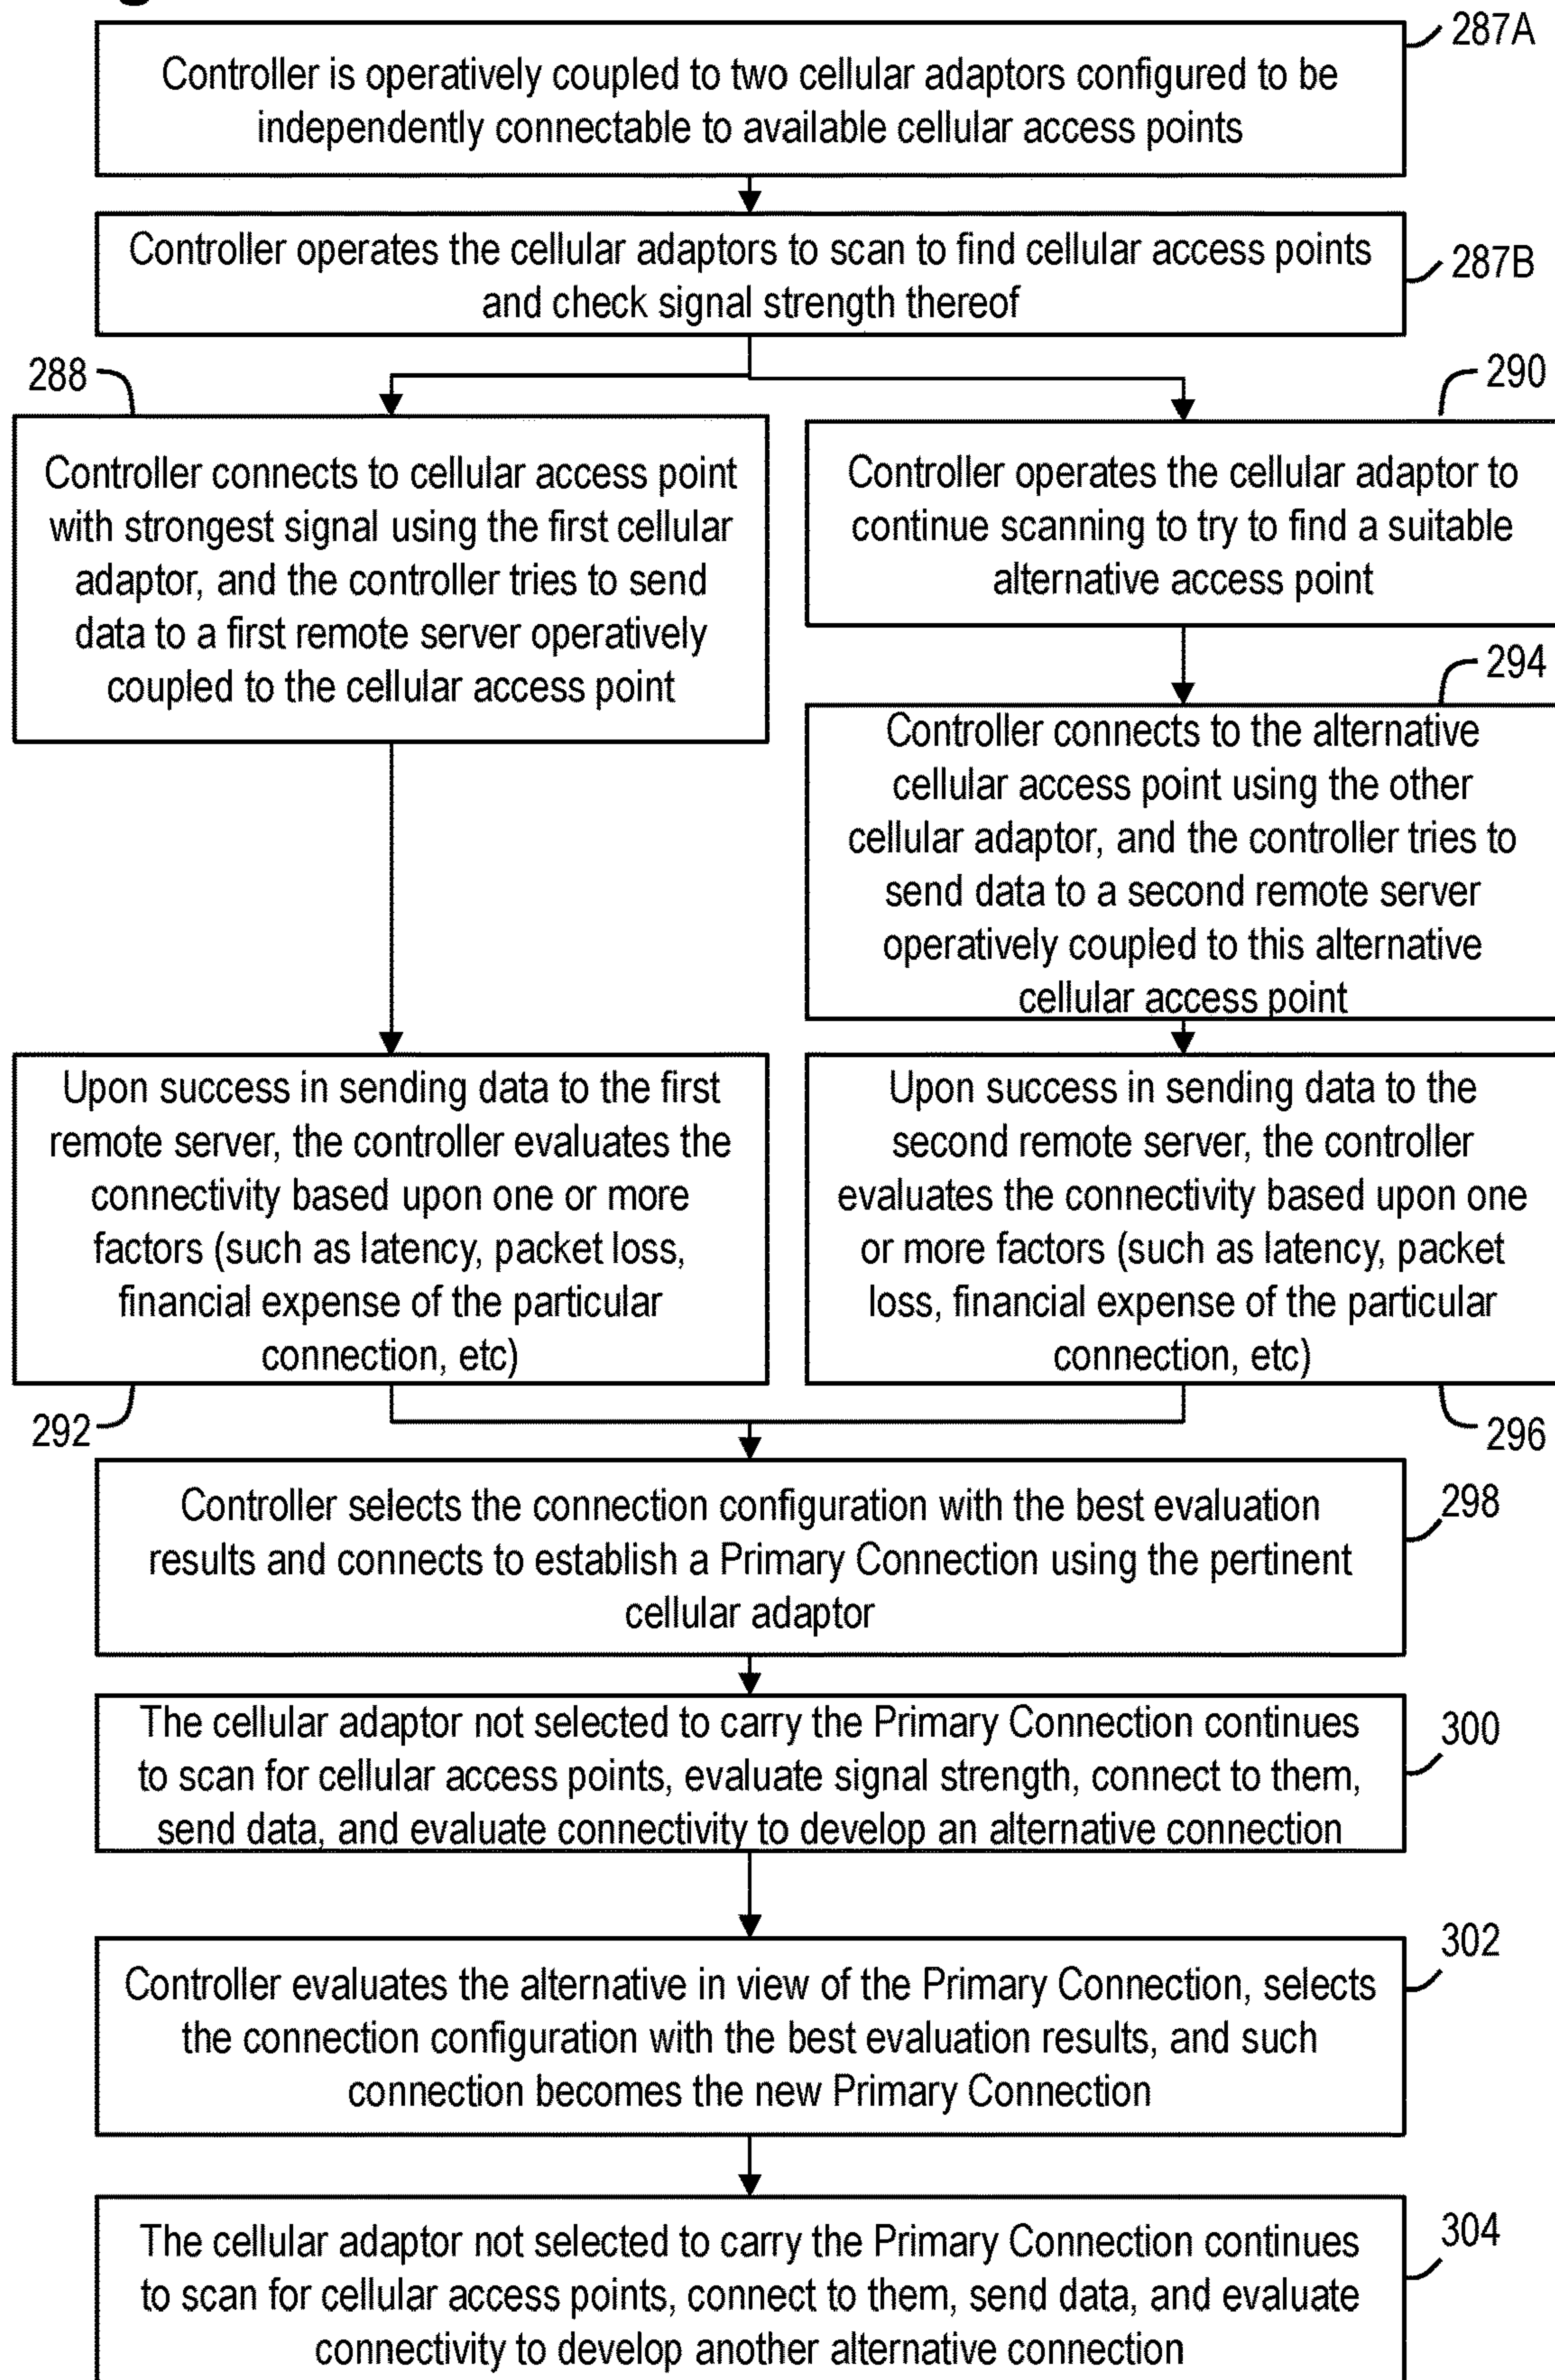 287A
Controller is operatively coupled to two cellular adaptors configured to be
independently connectable to available cellular access points
Controller operates the cellular adaptors to scan to find cellular access points
and check signal strength thereof
287B
288
290
Controller connects to cellular access point
with strongest signal using the first cellular
adaptor, and the controller tries to send
data to a first remote server operatively
coupled to the cellular access point
Controller operates the cellular adaptor to
continue scanning to try to find a suitable
alternative access point
294
Controller connects to the alternative
cellular access point using the other
cellular adaptor, and the controller tries to
send data to a second remote server
operatively coupled to this alternative
cellular access point
Upon success in sending data to the first
remote server, the controller evaluates the
connectivity based upon one or more
factors (such as latency, packet loss,
financial expense of the particular
connection, etc)
292
Upon success in sending data to the
second remote server, the controller
evaluates the connectivity based upon one
or more factors (such as latency, packet
loss, financial expense of the particular
connection, etc)
296
Controller selects the connection configuration with the best evaluation
results and connects to establish a Primary Connection using the pertinent
cellular adaptor
298
The cellular adaptor not selected to carry the Primary Connection continues
to scan for cellular access points, evaluate signal strength, connect to them,
send data, and evaluate connectivity to develop an alternative connection
300
Controller evaluates the alternative in view of the Primary Connection, selects
the connection configuration with the best evaluation results, and such
connection becomes the new Primary Connection
302
The cellular adaptor not selected to carry the Primary Connection continues
to scan for cellular access points, connect to them, send data, and evaluate
connectivity to develop another alternative connection
304